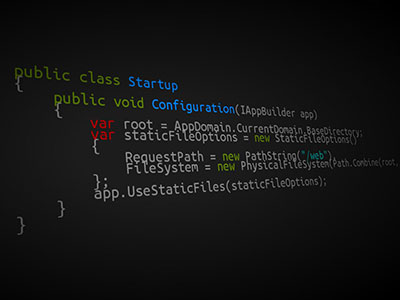 public class Startup
{
public void Configuration(IAppBuilder app)
{
var root = AppDomain.CurrentDomain.BaseDirectory;
var staticFileOptions = new StaticFileOptions()
{
RequestPath = new PathString("/web"),
FileSystem = new PhysicalFileSystem(Path.Combine(root,
};
app.UseStaticFiles(staticFileOptions);
}
}